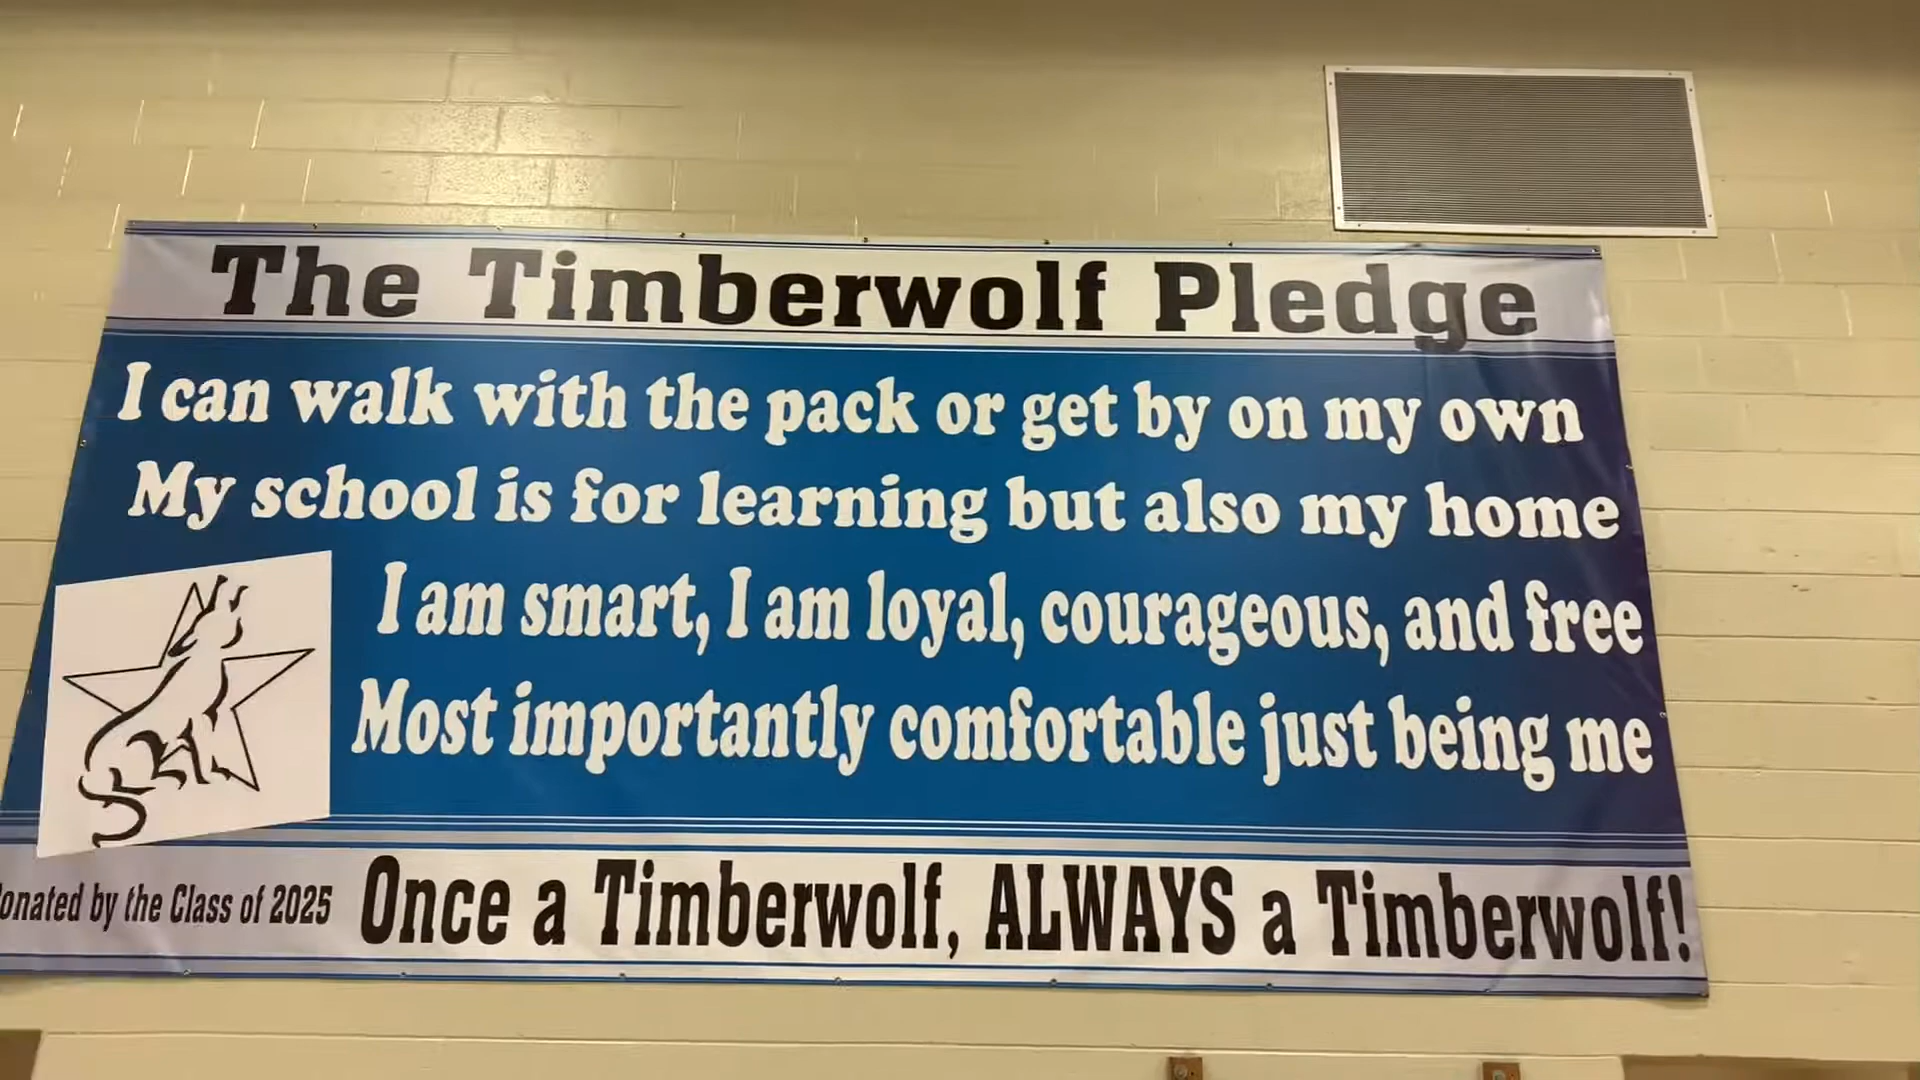 The Timberwolf Pledge
I can walk with the pack or get by on my own
My school is for learning but also my home
I am smart, I am loyal, courageous, and free
Most importantly comfortable just being me
onated by the Class of 2025
Once a Timberwolf, ALWAYS a Timberwolf!